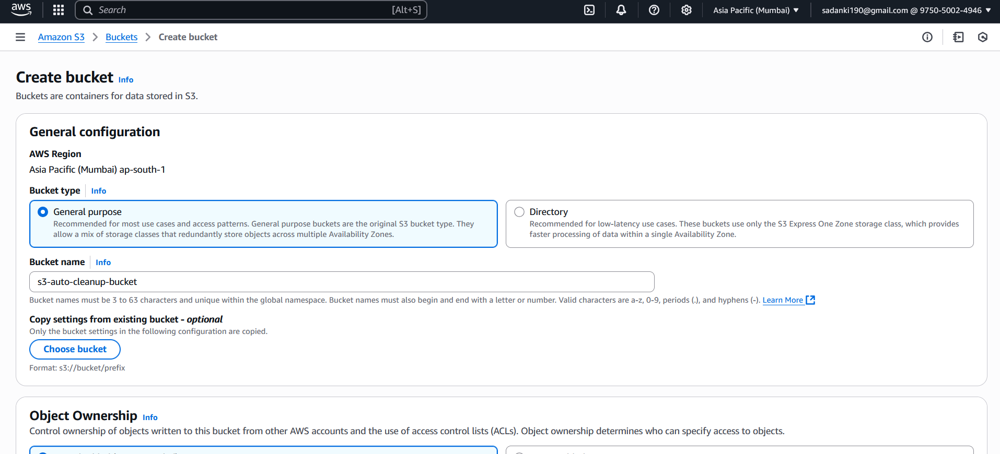 aws
Search
[Alt+S]
Asia Pacific (Mumbai)
sadanki190@gmail.com @ 9750-5002-4946
Amazon S3
Buckets
Create bucket
Create bucket
Info
Buckets are containers for data stored in S3.
General configuration
AWS Region
Asia Pacific (Mumbai) ap-south-1
Bucket type
Info
General purpose
Recommended for most use cases and access patterns. General purpose buckets are the original S3 bucket type. They
allow a mix of storage classes that redundantly store objects across multiple Availability Zones.
Directory
Recommended for low-latency use cases. These buckets use only the S3 Express One Zone storage class, which provides
faster processing of data within a single Availability Zone.
Bucket name
Info
s3-auto-cleanup-bucket
Bucket names must be 3 to 63 characters and unique within the global namespace. Bucket names must also begin and end with a letter or number. Valid characters are a-z, 0-9, periods (.), and hyphens (-). Learn More
Copy settings from existing bucket - optional
Only the bucket settings in the following configuration are copied.
Choose bucket
Format: s3://bucket/prefix
Object Ownership
Info
Control ownership of objects written to this bucket from other AWS accounts and the use of access control lists (ACLs). Object ownership determines who can specify access to objects.